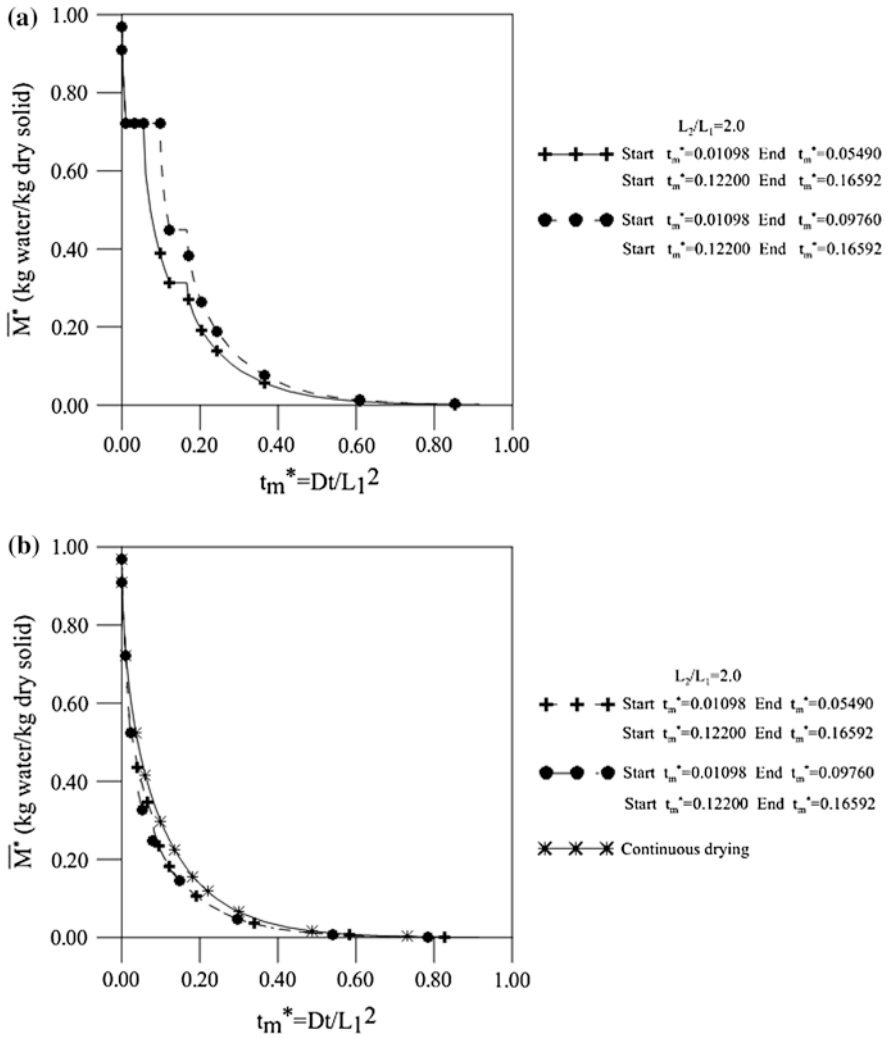 (a)
1.00
0.80
0.60
0.40
0.20
0.00
M̅* (kg water/kg dry solid)
0.00 0.20 0.40 0.60 0.80 1.00
tm*=Dt/L1²
L₂/L₁=2.0
Start tₘ*=0.01098 End tₘ*=0.05490
Start tₘ*=0.12200 End tₘ*=0.16592
Start tₘ*=0.01098 End tₘ*=0.09760
Start tₘ*=0.12200 End tₘ*=0.16592
(b)
1.00
0.80
0.60
0.40
0.20
0.00
M̅* (kg water/kg dry solid)
0.00 0.20 0.40 0.60 0.80 1.00
tm*=Dt/L1²
L₂/L₁=2.0
Start tₘ*=0.01098 End tₘ*=0.05490
Start tₘ*=0.12200 End tₘ*=0.16592
Start tₘ*=0.01098 End tₘ*=0.09760
Start tₘ*=0.12200 End tₘ*=0.16592
Continuous drying